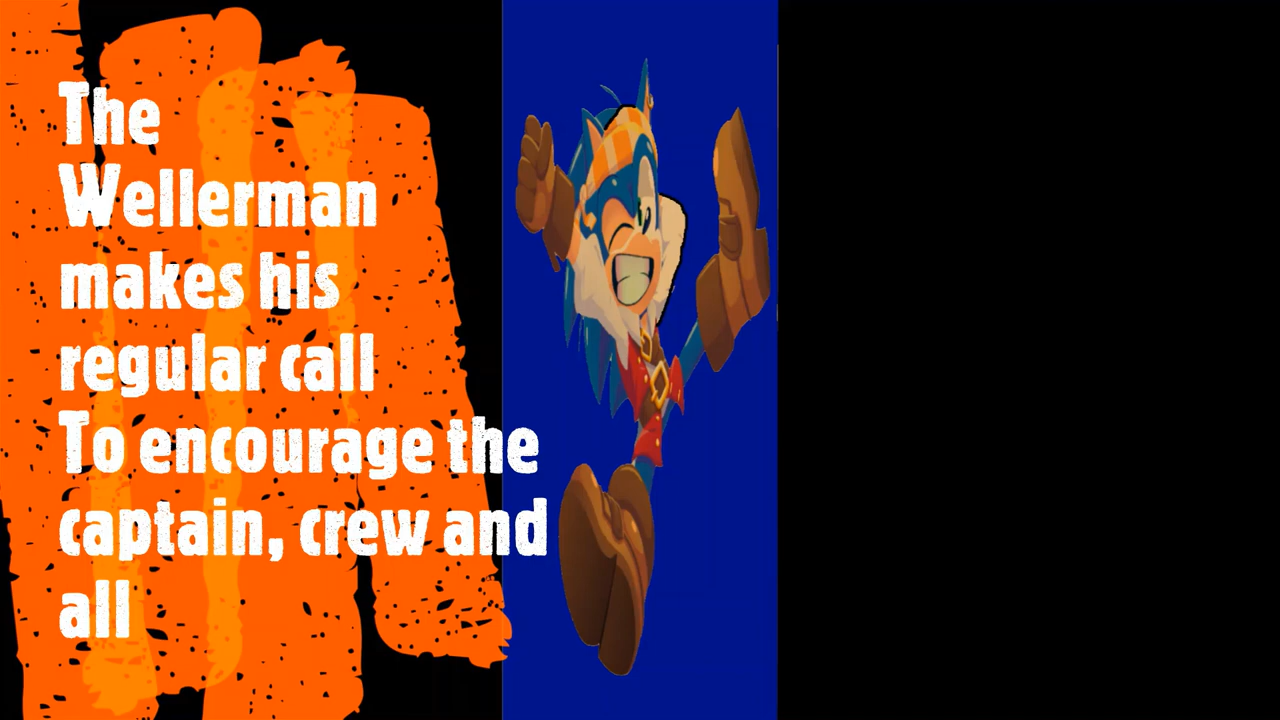 The
Wellerman
makes his
regular call
To encourage the
captain, crew and
all